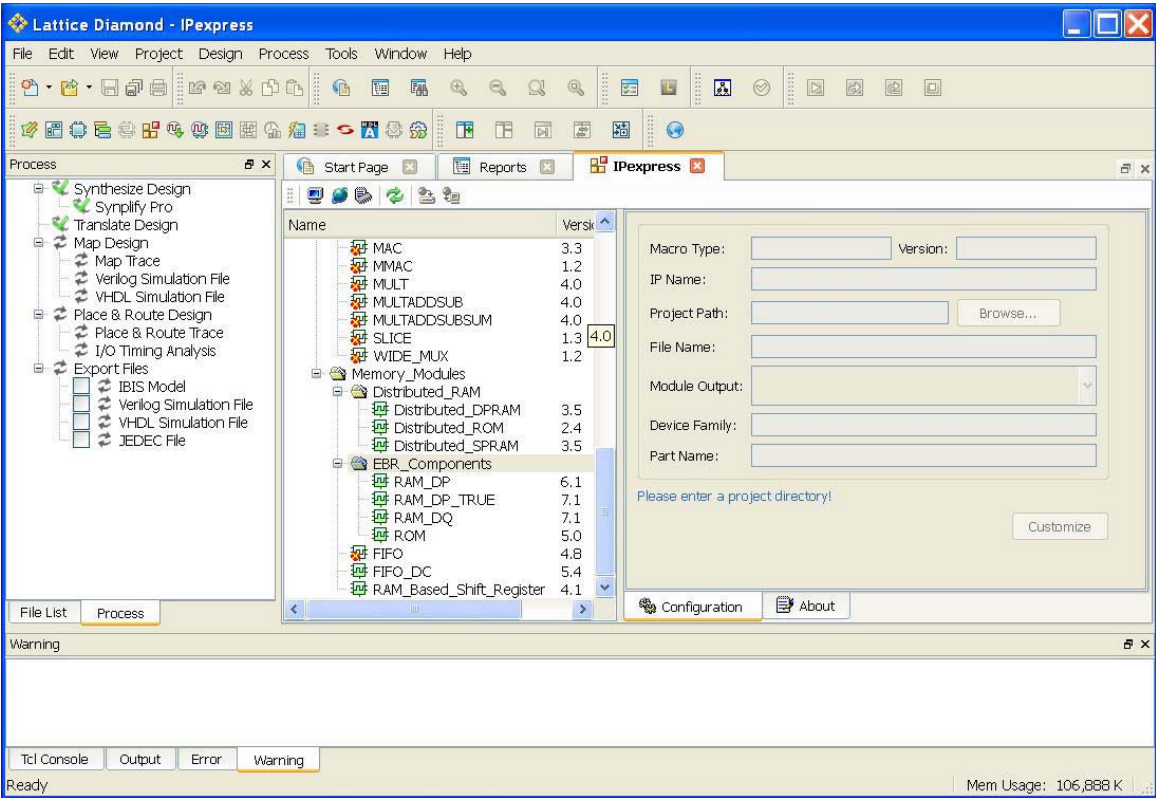 Lattice Diamond - IPexpress
File Edit View Project Design Process Tools Window Help
Process
Synthesize Design
Synplify Pro
Translate Design
Map Design
Map Trace
Verilog Simulation File
VHDL Simulation File
Place & Route Design
Place & Route Trace
I/O Timing Analysis
Export Files
IBIS Model
Verilog Simulation File
VHDL Simulation File
JEDEC File
File List Process
Start Page Reports IPexpress
Name Versic
MAC 3.3
MMAC 1.2
MULT 4.0
MULTADDSUB 4.0
MULTADDSUBSUM 4.0
SLICE 1.3 4.0
WIDE_MUX 1.2
Memory_Modules
Distributed_RAM
Distributed_DPRAM 3.5
Distributed_ROM 2.4
Distributed_SPRAM 3.5
EBR_Components
RAM_DP 6.1
RAM_DP_TRUE 7.1
RAM_DQ 7.1
ROM 5.0
FIFO 4.8
FIFO_DC 5.4
RAM_Based_Shift_Register 4.1
Macro Type: Version:
IP Name:
Project Path: Browse...
File Name:
Module Output:
Device Family:
Part Name:
Please enter a project directory!
Customize
Configuration About
Warning
Tcl Console Output Error Warning
Ready Mem Usage: 106,888 K